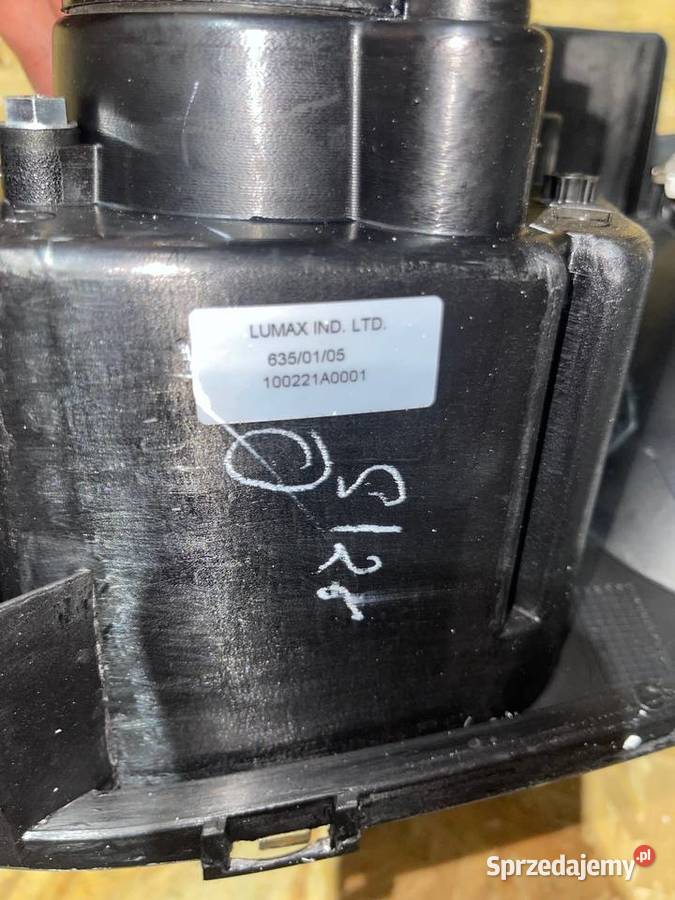 LUMAX IND. LTD.
635/01/05
100221A0001
Sprzedajemy.pl